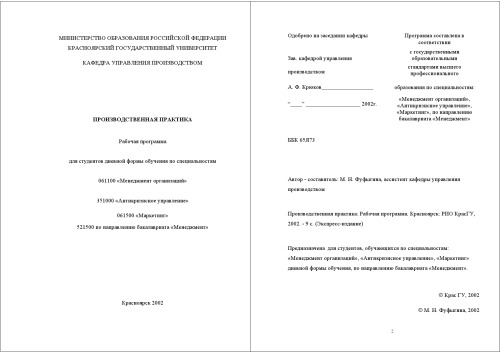 МИНИСТЕРСТВО ОБРАЗОВАНИЯ РОССИЙСКОЙ ФЕДЕРАЦИИ
КРАСНОЯРСКИЙ ГОСУДАРСТВЕННЫЙ УНИВЕРСИТЕТ
КАФЕДРА УПРАВЛЕНИЯ ПРОИЗВОДСТВОМ
ПРОИЗВОДСТВЕННАЯ ПРАКТИКА
Рабочая программа
для студентов дневной формы обучения по специальностям
061100 «Менеджмент организаций»
351000 «Антикризисное управление»
061500 «Маркетинг»
521500 по направлению бакалавриата «Менеджмент»
Красноярск 2002
Одобрено на заседании кафедры
Зав. кафедрой управления
производством
А. Ф. Крюков___________________
"____" ____________________ 2002г.
Программа составлена в
соответствии
с государственными
образовательными
стандартами высшего
профессионального
образования по специальностям
«Менеджмент организаций»,
«Антикризисное управление»,
«Маркетинг», по направлению
бакалавриата «Менеджмент»
ББК 65Я73
Автор - составитель: М. Н. Фуфыгина, ассистент кафедры управления
производством
Производственная практика: Рабочая программа. Красноярск: РИО КрасГУ,
2002. - 9 с. (Экспресс-издание)
Предназначена для студентов, обучающихся по специальностям:
«Менеджмент организаций», «Антикризисное управление», «Маркетинг»
дневной формы обучения, по направлению бакалавриата «Менеджмент».
© Крас ГУ, 2002
© М. Н. Фуфыгина, 2002
2